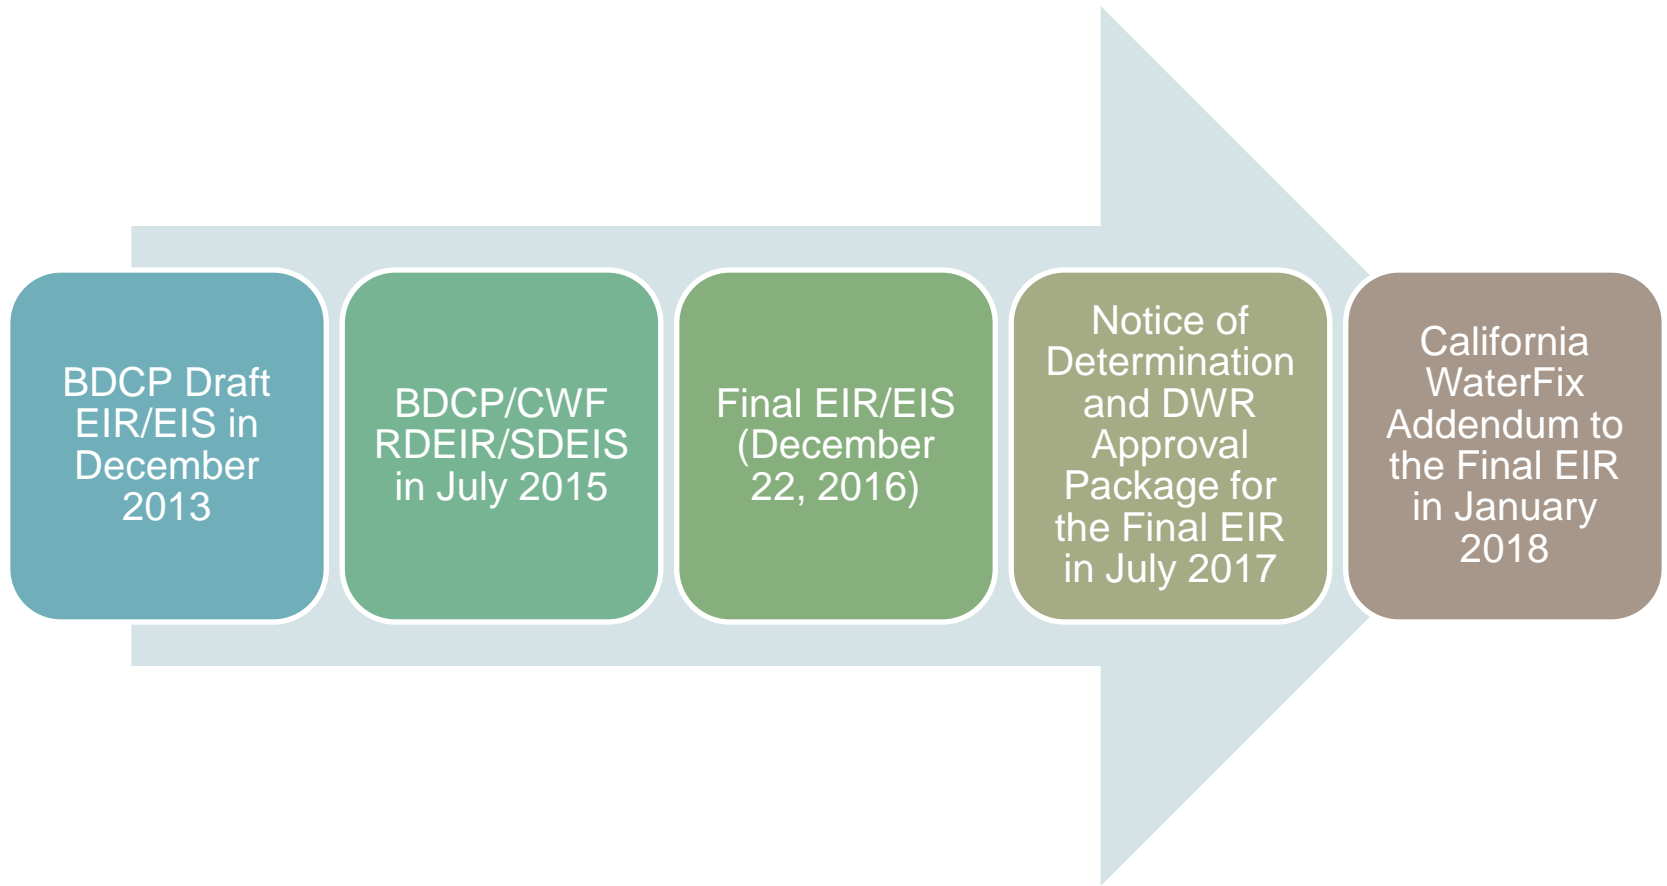 BDCP Draft
EIR/EIS in
December
2013
BDCP/CWF
RDEIR/SDEIS
in July 2015
Final EIR/EIS
(December
22, 2016)
Notice of
Determination
and DWR
Approval
Package for
the Final EIR
in July 2017
California
WaterFix
Addendum to
the Final EIR
in January
2018